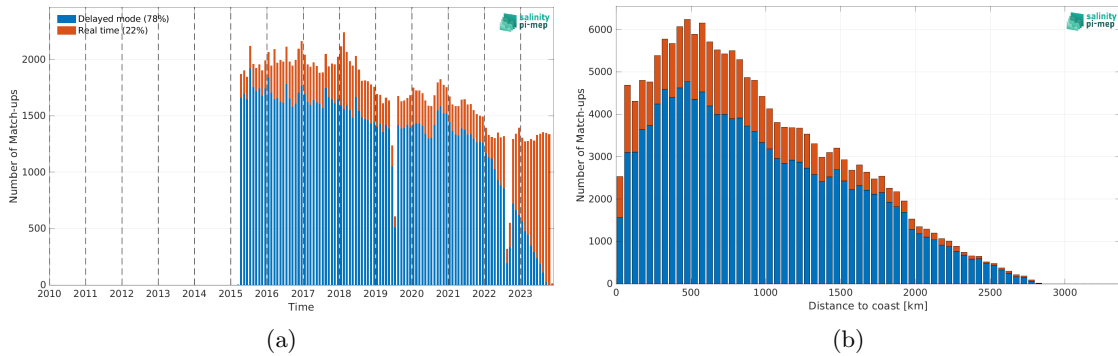 Delayed mode (78%)
Real time (22%)
salinity
pi-mep
Number of Match-ups
2000
1500
1000
500
0
2010 2011 2012 2013 2014 2015 2016 2017 2018 2019 2020 2021 2022 2023
Time
(a)
salinity
pi-mep
Number of Match-ups
6000
5000
4000
3000
2000
1000
0
0 500 1000 1500 2000 2500 3000
Distance to coast [km]
(b)